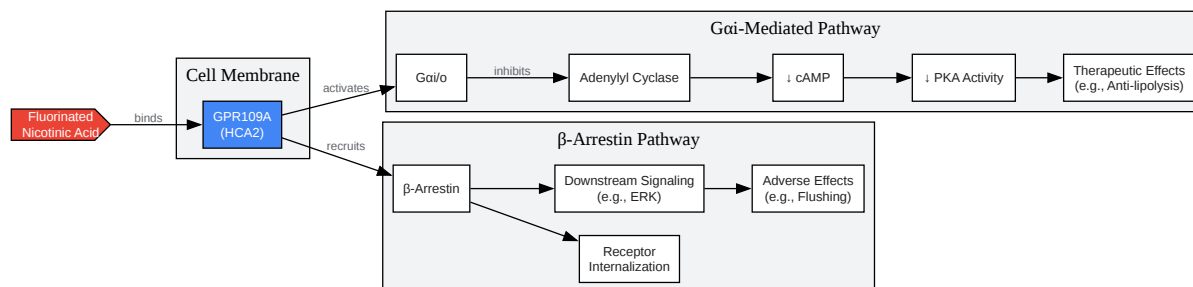 Gαi-Mediated Pathway
Cell Membrane
Fluorinated
Nicotinic Acid
binds
GPR109A
(HCA2)
activates
recruits
Gαi/o
inhibits
Adenylyl Cyclase
↓ cAMP
↓ PKA Activity
Therapeutic Effects
(e.g., Anti-lipolysis)
β-Arrestin Pathway
β-Arrestin
Downstream Signaling
(e.g., ERK)
Adverse Effects
(e.g., Flushing)
Receptor
Internalization